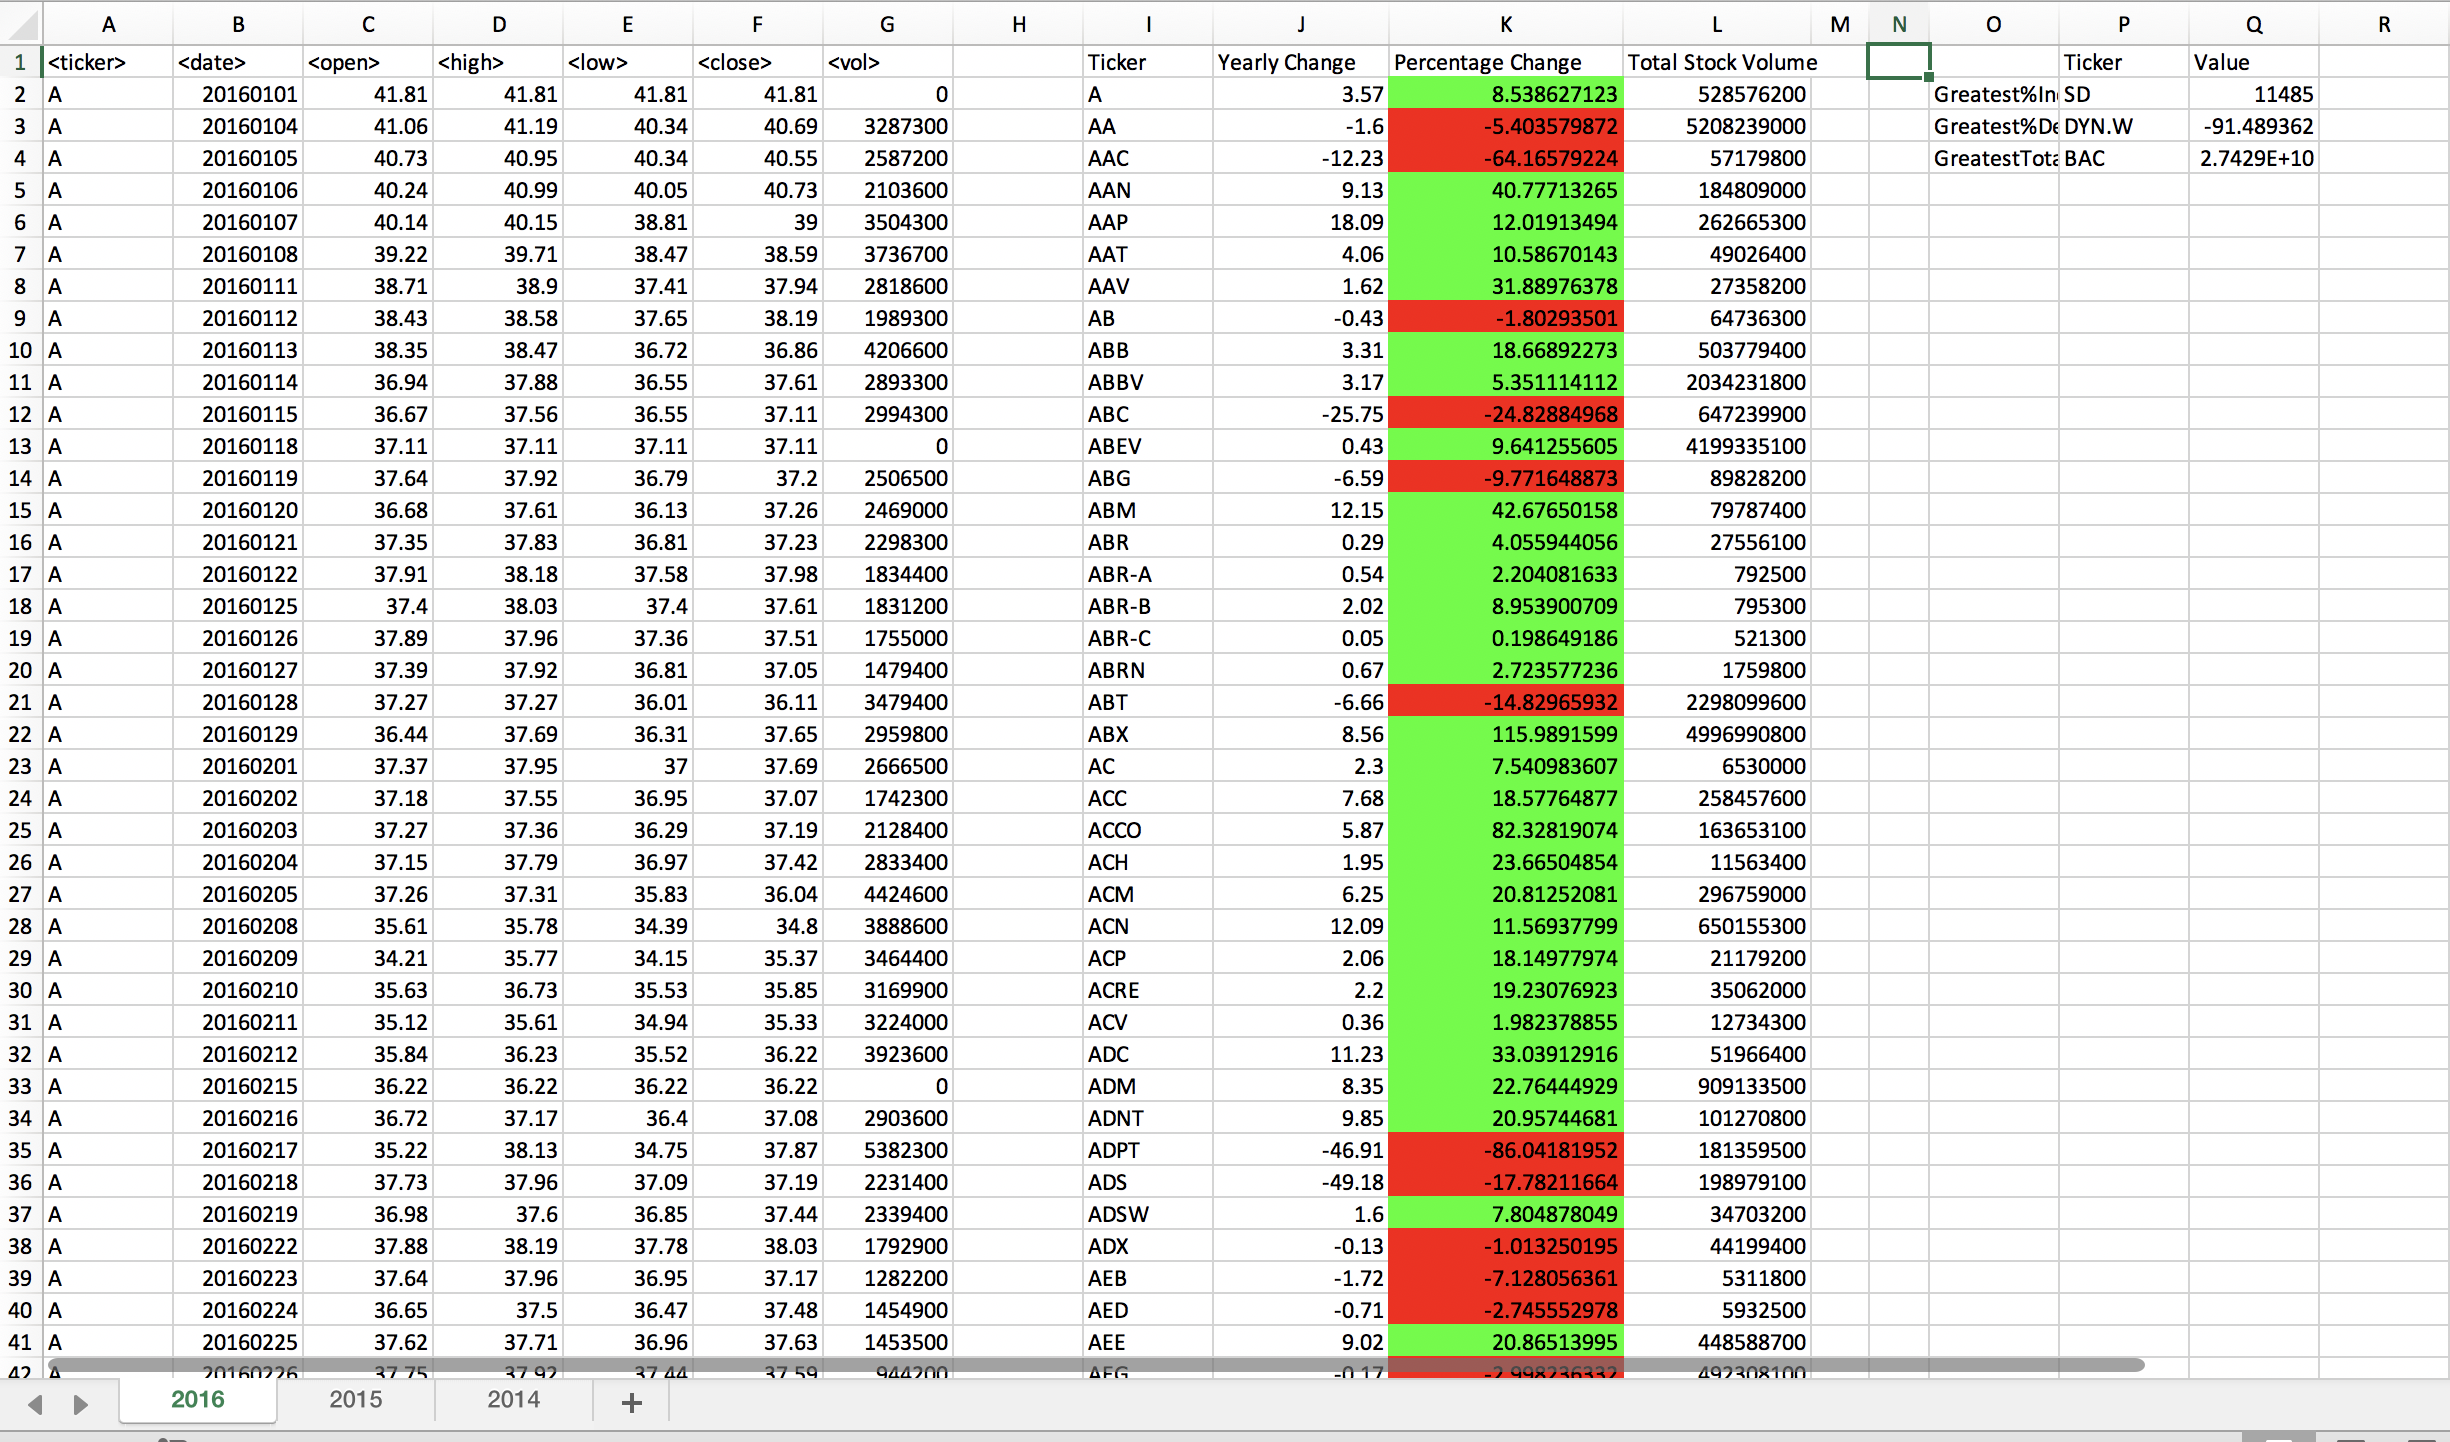 A B C D E F G H I J K L M N O P Q R
1 <ticker> <date> <open> <high> <low> <close> <vol> Ticker Yearly Change Percentage Change Total Stock Volume Ticker Value
2 A 20160101 41.81 41.81 41.81 41.81 0 A 3.57 8.538627123 528576200 Greatest%In SD 11485
3 A 20160104 41.06 41.19 40.34 40.69 3287300 AA -1.6 -5.403579872 5208239000 Greatest%De DYN.W -91.489362
4 A 20160105 40.73 40.95 40.34 40.55 2587200 AAC -12.23 -64.16579224 57179800 GreatestTota BAC 2.7429E+10
5 A 20160106 40.24 40.99 40.05 40.73 2103600 AAN 9.13 40.77713265 184809000
6 A 20160107 40.14 40.15 38.81 39 3504300 AAP 18.09 12.01913494 262665300
7 A 20160108 39.22 39.71 38.47 38.59 3736700 AAT 4.06 10.58670143 49026400
8 A 20160111 38.71 38.9 37.41 37.94 2818600 AAV 1.62 31.88976378 27358200
9 A 20160112 38.43 38.58 37.65 38.19 1989300 AB -0.43 -1.80293501 64736300
10 A 20160113 38.35 38.47 36.72 36.86 4206600 ABB 3.31 18.66892273 503779400
11 A 20160114 36.94 37.88 36.55 37.61 2893300 ABBV 3.17 5.351114112 2034231800
12 A 20160115 36.67 37.56 36.55 37.11 2994300 ABC -25.75 -24.82884968 647239900
13 A 20160118 37.11 37.11 37.11 37.11 0 ABEV 0.43 9.641255605 4199335100
14 A 20160119 37.64 37.92 36.79 37.2 2506500 ABG -6.59 -9.771648873 89828200
15 A 20160120 36.68 37.61 36.13 37.26 2469000 ABM 12.15 42.67650158 79787400
16 A 20160121 37.35 37.83 36.81 37.23 2298300 ABR 0.29 4.055944056 27556100
17 A 20160122 37.91 38.18 37.58 37.98 1834400 ABR-A 0.54 2.204081633 792500
18 A 20160125 37.4 38.03 37.4 37.61 1831200 ABR-B 2.02 8.953900709 795300
19 A 20160126 37.89 37.96 37.36 37.51 1755000 ABR-C 0.05 0.198649186 521300
20 A 20160127 37.39 37.92 36.81 37.05 1479400 ABRN 0.67 2.723577236 1759800
21 A 20160128 37.27 37.27 36.01 36.11 3479400 ABT -6.66 -14.82965932 2298099600
22 A 20160129 36.44 37.69 36.31 37.65 2959800 ABX 8.56 115.9891599 4996990800
23 A 20160201 37.37 37.95 37 37.69 2666500 AC 2.3 7.540983607 6530000
24 A 20160202 37.18 37.55 36.95 37.07 1742300 ACC 7.68 18.57764877 258457600
25 A 20160203 37.27 37.36 36.29 37.19 2128400 ACCO 5.87 82.32819074 163653100
26 A 20160204 37.15 37.79 36.97 37.42 2833400 ACH 1.95 23.66504854 11563400
27 A 20160205 37.26 37.31 35.83 36.04 4424600 ACM 6.25 20.81252081 296759000
28 A 20160208 35.61 35.78 34.39 34.8 3888600 ACN 12.09 11.56937799 650155300
29 A 20160209 34.21 35.77 34.15 35.37 3464400 ACP 2.06 18.14977974 21179200
30 A 20160210 35.63 36.73 35.53 35.85 3169900 ACRE 2.2 19.23076923 35062000
31 A 20160211 35.12 35.61 34.94 35.33 3224000 ACV 0.36 1.982378855 12734300
32 A 20160212 35.84 36.23 35.52 36.22 3923600 ADC 11.23 33.03912916 51966400
33 A 20160215 36.22 36.22 36.22 36.22 0 ADM 8.35 22.76444929 909133500
34 A 20160216 36.72 37.17 36.4 37.08 2903600 ADNT 9.85 20.95744681 101270800
35 A 20160217 35.22 38.13 34.75 37.87 5382300 ADPT -46.91 -86.04181952 181359500
36 A 20160218 37.73 37.96 37.09 37.19 2231400 ADS -49.18 -17.78211664 198979100
37 A 20160219 36.98 37.6 36.85 37.44 2339400 ADSW 1.6 7.804878049 34703200
38 A 20160222 37.88 38.19 37.78 38.03 1792900 ADX -0.13 -1.013250195 44199400
39 A 20160223 37.64 37.96 36.95 37.17 1282200 AEB -1.72 -7.128056361 5311800
40 A 20160224 36.65 37.5 36.47 37.48 1454900 AED -0.71 -2.745552978 5932500
41 A 20160225 37.62 37.71 36.96 37.63 1453500 AEE 9.02 20.86513995 448588700
42 A 20160226 37.75 37.92 37.44 37.59 944200 AEG -0.17 -2.998236332 492308100
2016 2015 2014 +